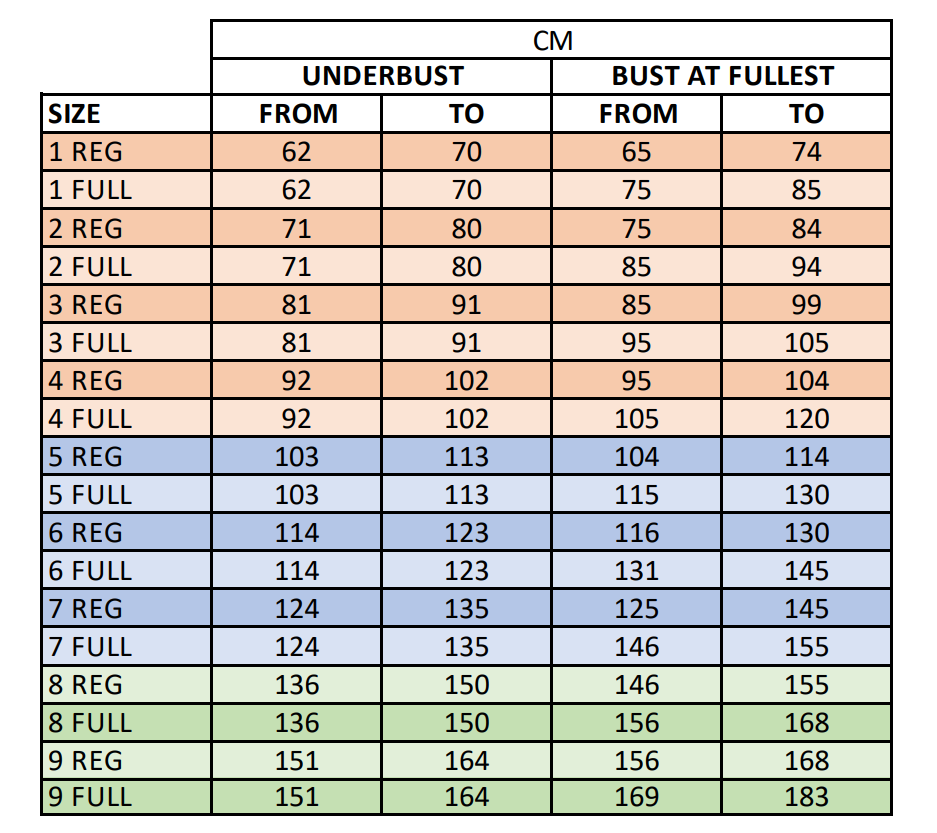 CM
UNDERBUST BUST AT FULLEST
SIZE FROM TO FROM TO
1 REG 62 70 65 74
1 FULL 62 70 75 85
2 REG 71 80 75 84
2 FULL 71 80 85 94
3 REG 81 91 85 99
3 FULL 81 91 95 105
4 REG 92 102 95 104
4 FULL 92 102 105 120
5 REG 103 113 104 114
5 FULL 103 113 115 130
6 REG 114 123 116 130
6 FULL 114 123 131 145
7 REG 124 135 125 145
7 FULL 124 135 146 155
8 REG 136 150 146 155
8 FULL 136 150 156 168
9 REG 151 164 156 168
9 FULL 151 164 169 183